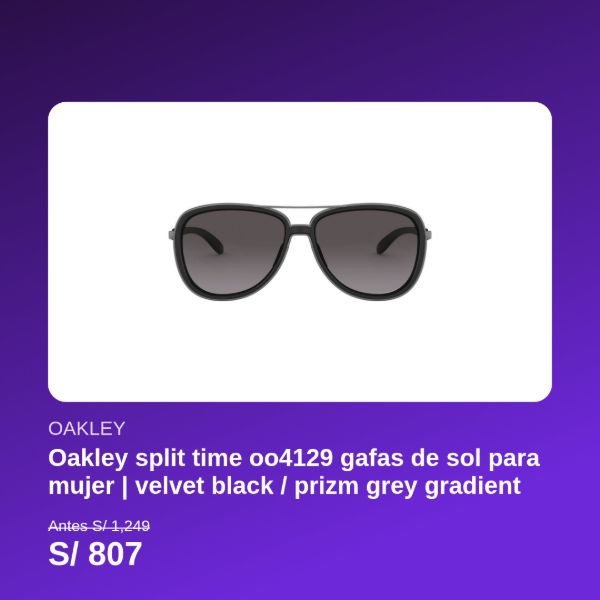 OAKLEY
Oakley split time oo4129 gafas de sol para
mujer | velvet black / prizm grey gradient
Antes S/ 1,249
S/ 807